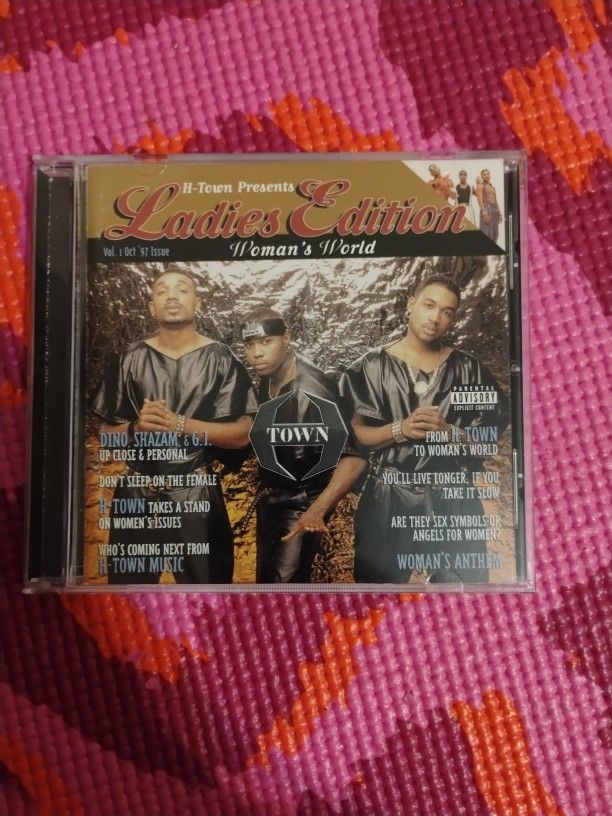 H-Town Presents
Ladies Edition
Vol. 1 Oct '97 Issue
Woman's World
PARENTAL
ADVISORY
EXPLICIT CONTENT
H
TOWN
DINO, SHAZAM, & G.I.
UP CLOSE & PERSONAL
DON'T SLEEP ON THE FEMALE
H-TOWN TAKES A STAND
ON WOMEN'S ISSUES
WHO'S COMING NEXT FROM
H-TOWN MUSIC
FROM H-TOWN
TO WOMAN'S WORLD
YOU'LL LIVE LONGER, IF YOU
TAKE IT SLOW
ARE THEY SEX SYMBOLS OR
ANGELS FOR WOMEN?
WOMAN'S ANTHEM